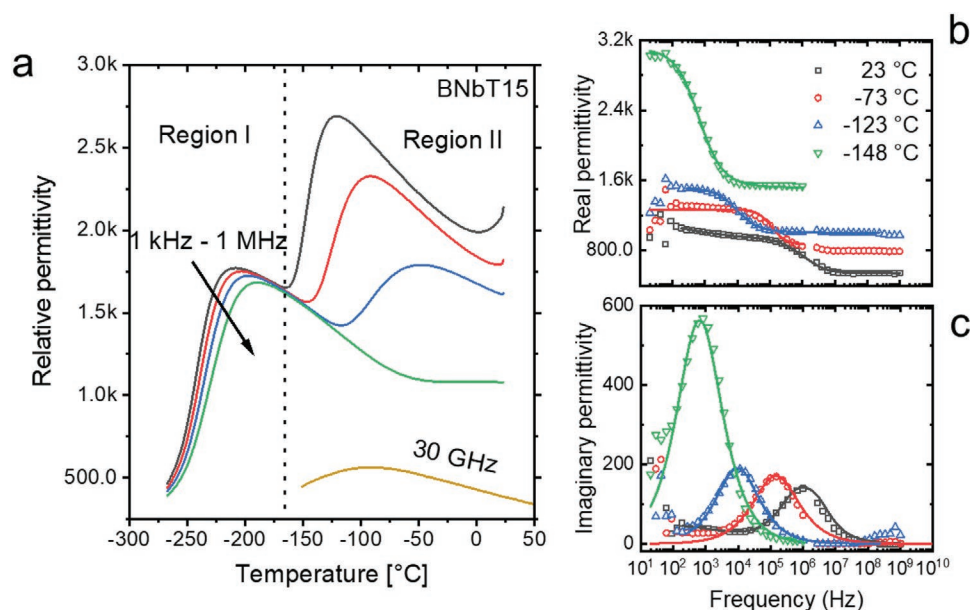 a
BNbT15
Region I
Region II
1 kHz - 1 MHz
30 GHz
3.0k
2.5k
2.0k
1.5k
1.0k
500.0
Relative permittivity
-300 -250 -200 -150 -100 -50 0 50
Temperature [°C]
b
3.2k
2.4k
1.6k
800.0
Real permittivity
23 °C
-73 °C
-123 °C
-148 °C
c
600
400
200
0
Imaginary permittivity
10¹ 10² 10³ 10⁴ 10⁵ 10⁶ 10⁷ 10⁸ 10⁹ 10¹⁰
Frequency (Hz)